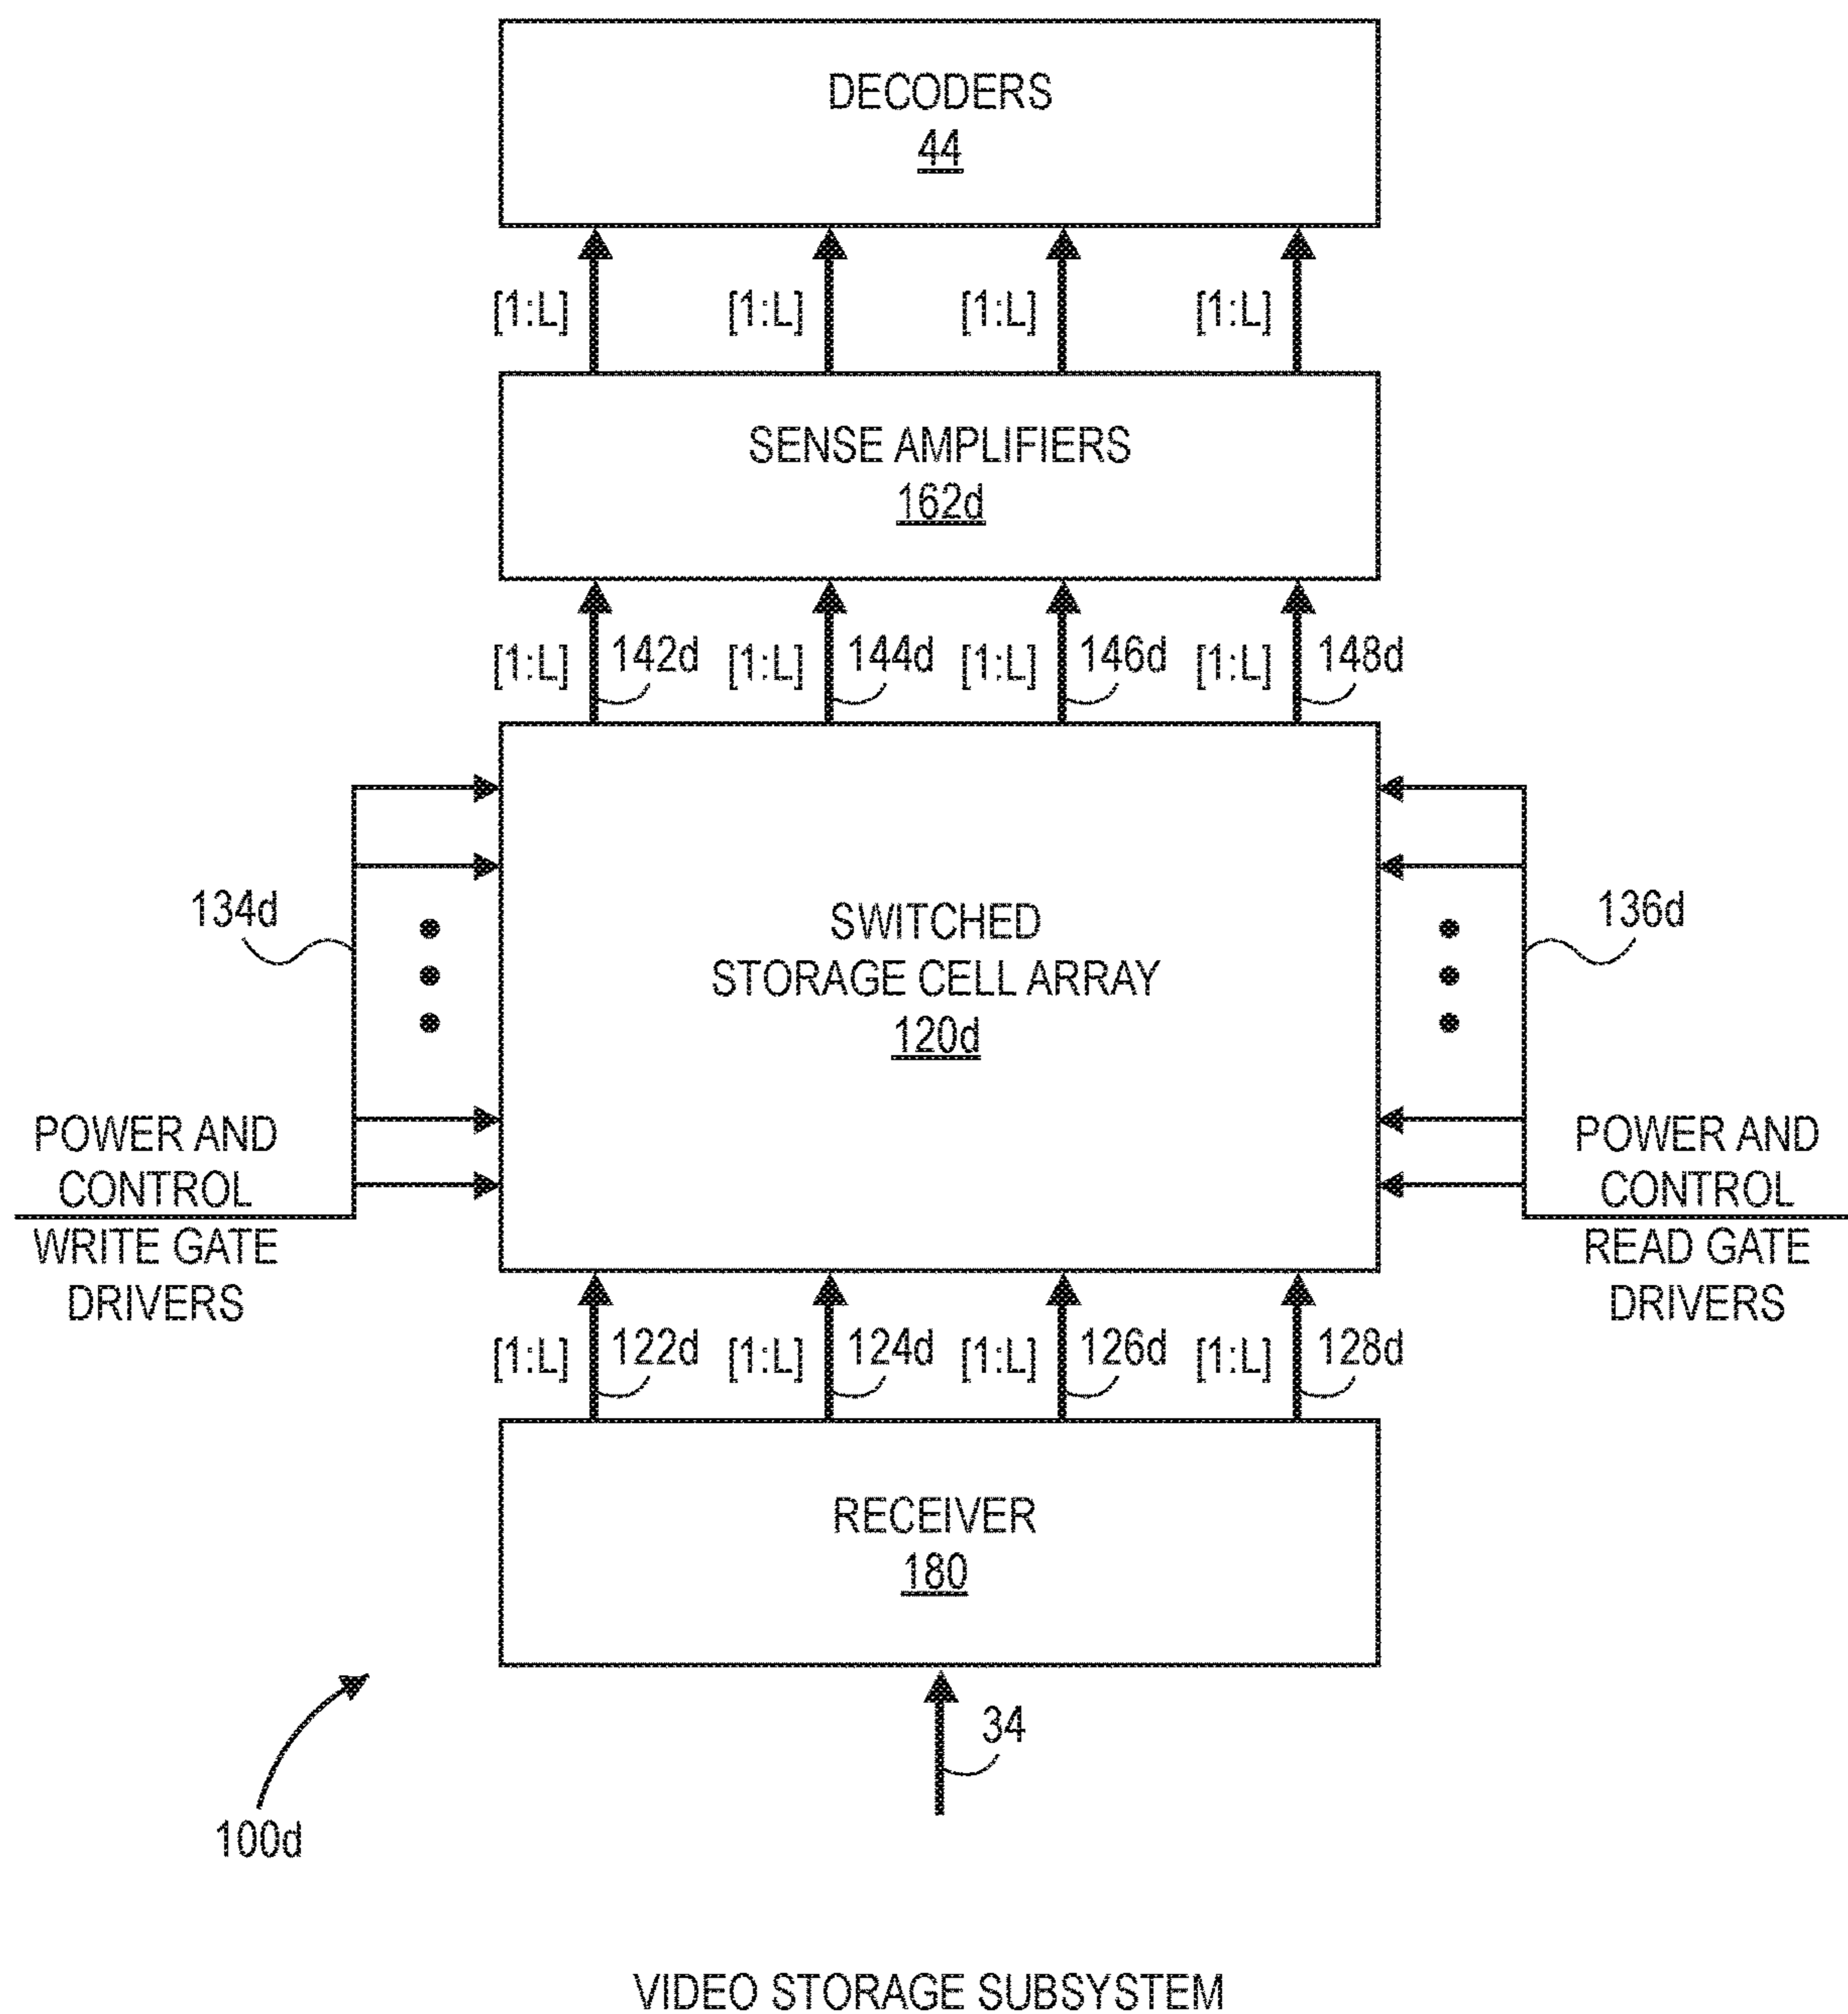 DECODERS
44
[1:L] [1:L] [1:L] [1:L]
SENSE AMPLIFIERS
162d
[1:L] 142d [1:L] 144d [1:L] 146d [1:L] 148d
134d
136d
SWITCHED
STORAGE CELL ARRAY
120d
POWER AND
CONTROL
WRITE GATE
DRIVERS
POWER AND
CONTROL
READ GATE
DRIVERS
[1:L] 122d [1:L] 124d [1:L] 126d [1:L] 128d
RECEIVER
180
34
100d
VIDEO STORAGE SUBSYSTEM